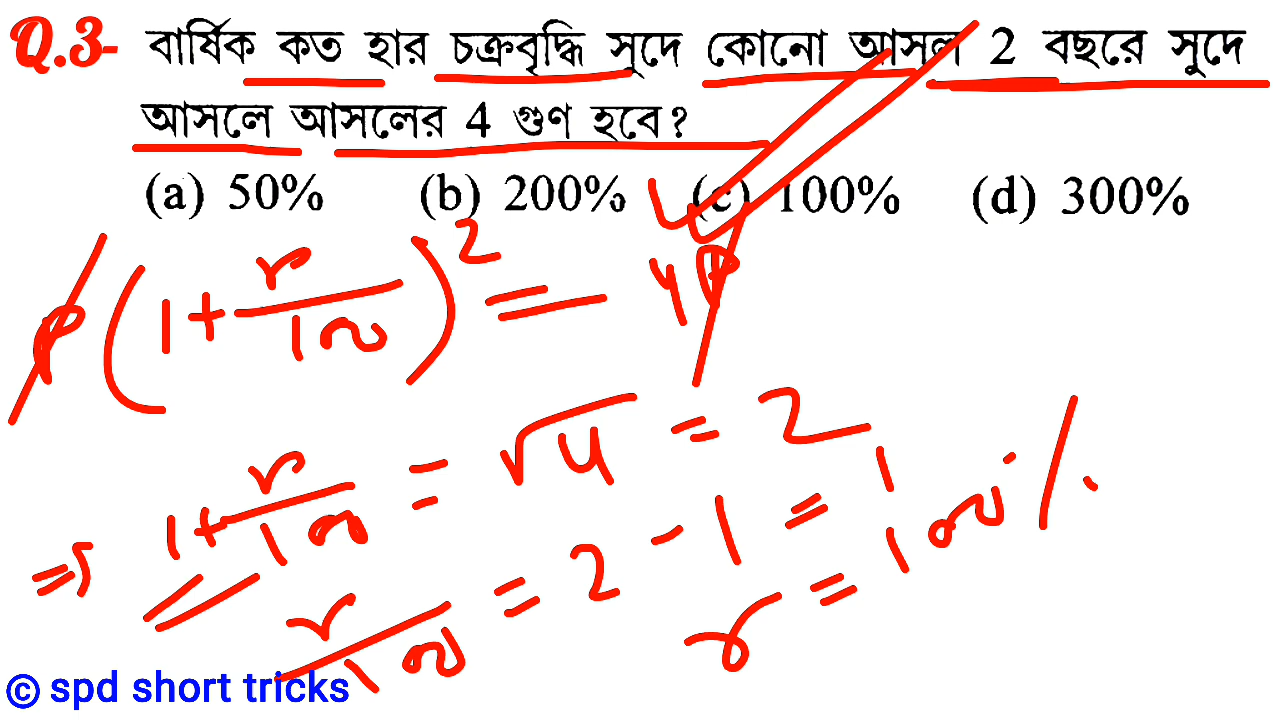 Q.3- বার্ষিক কত হার চক্রবৃদ্ধি সুদে কোনো আসল 2 বছরে সুদে
আসলে আসলের 4 গুণ হবে?
(a) 50% (b) 200% (c) 100% (d) 300%
P(1+r/100)² = 4P
⇒ 1+r/100 = √4 = 2
r/100 = 2 - 1 = 1
r = 100%
© spd short tricks